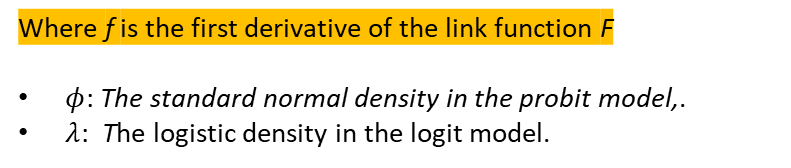 Where f is the first derivative of the link function F
• ϕ: The standard normal density in the probit model,.
• λ: The logistic density in the logit model.